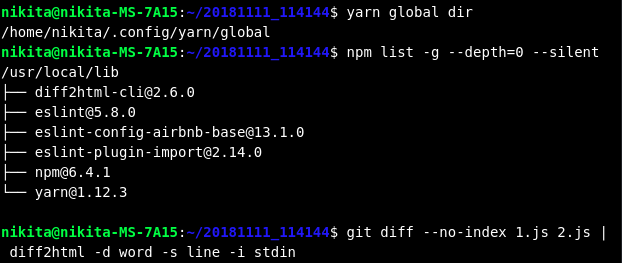 nikita@nikita-MS-7A15:~/20181111_114144$ yarn global dir
/home/nikita/.config/yarn/global
nikita@nikita-MS-7A15:~/20181111_114144$ npm list -g --depth=0 --silent
/usr/local/lib
├── diff2html-cli@2.6.0
├── eslint@5.8.0
├── eslint-config-airbnb-base@13.1.0
├── eslint-plugin-import@2.14.0
├── npm@6.4.1
└── yarn@1.12.3
nikita@nikita-MS-7A15:~/20181111_114144$ git diff --no-index 1.js 2.js |
 diff2html -d word -s line -i stdin